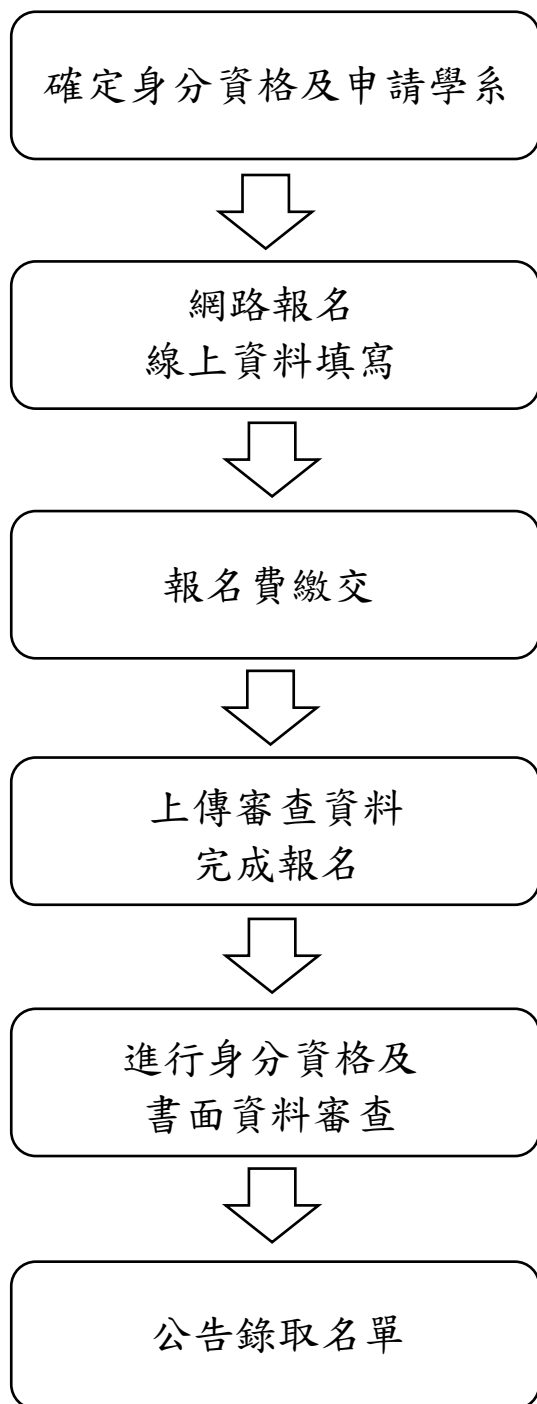 確定身分資格及申請學系
網路報名
線上資料填寫
報名費繳交
上傳審查資料
完成報名
進行身分資格及
書面資料審查
公告錄取名單